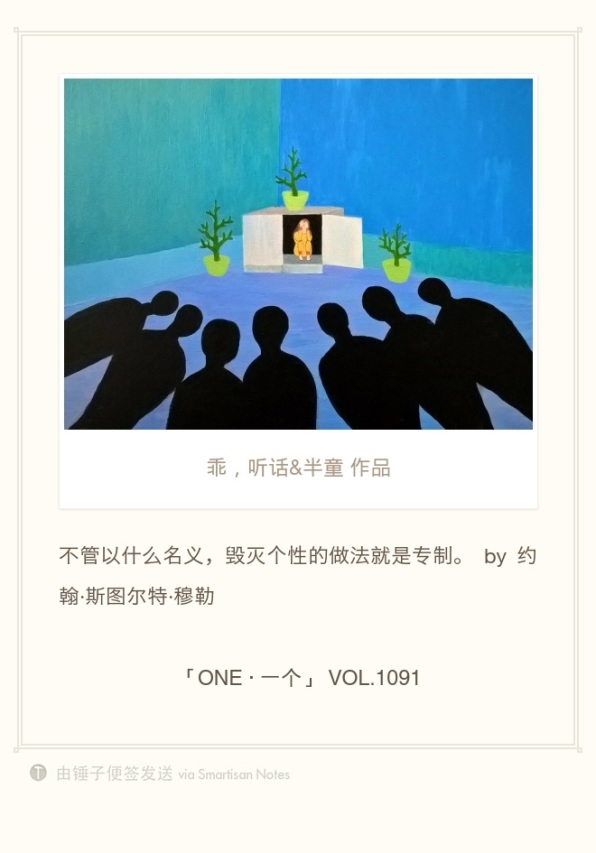 乖，听话&半童 作品
不管以什么名义，毁灭个性的做法就是专制。 by 约
翰·斯图尔特·穆勒
「ONE · 一个」 VOL.1091
由锤子便签发送 via Smartisan Notes